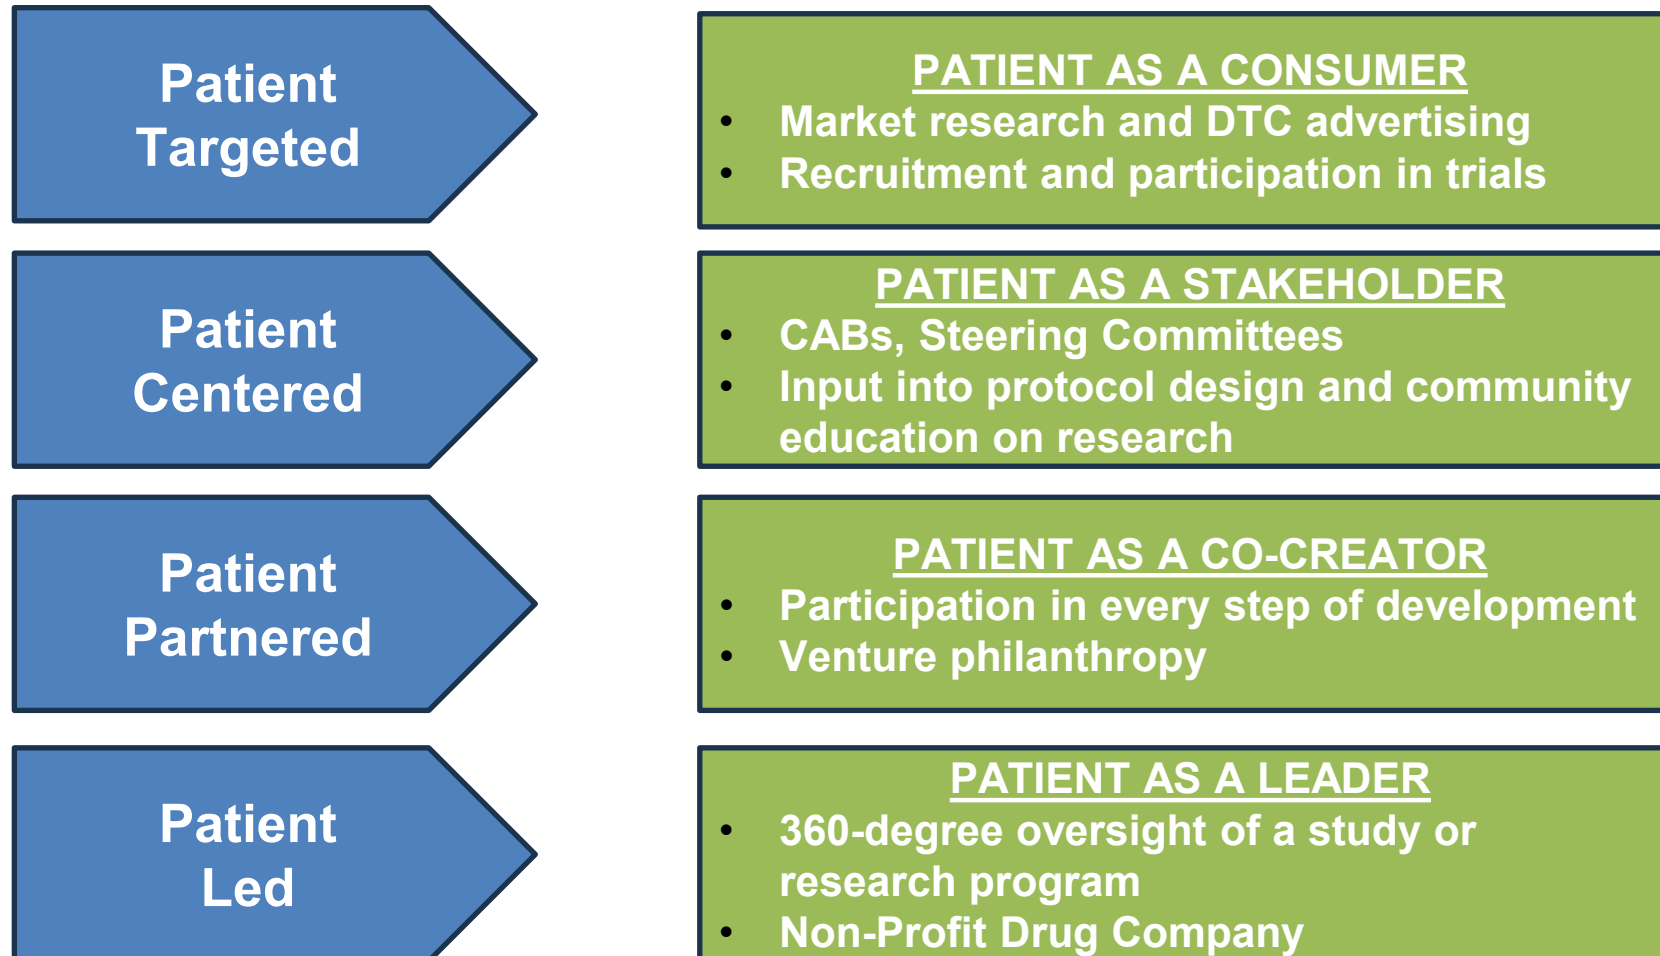 Patient
Targeted
PATIENT AS A CONSUMER
• Market research and DTC advertising
• Recruitment and participation in trials
Patient
Centered
PATIENT AS A STAKEHOLDER
• CABs, Steering Committees
• Input into protocol design and community
education on research
Patient
Partnered
PATIENT AS A CO-CREATOR
• Participation in every step of development
• Venture philanthropy
Patient
Led
PATIENT AS A LEADER
• 360-degree oversight of a study or
research program
• Non-Profit Drug Company